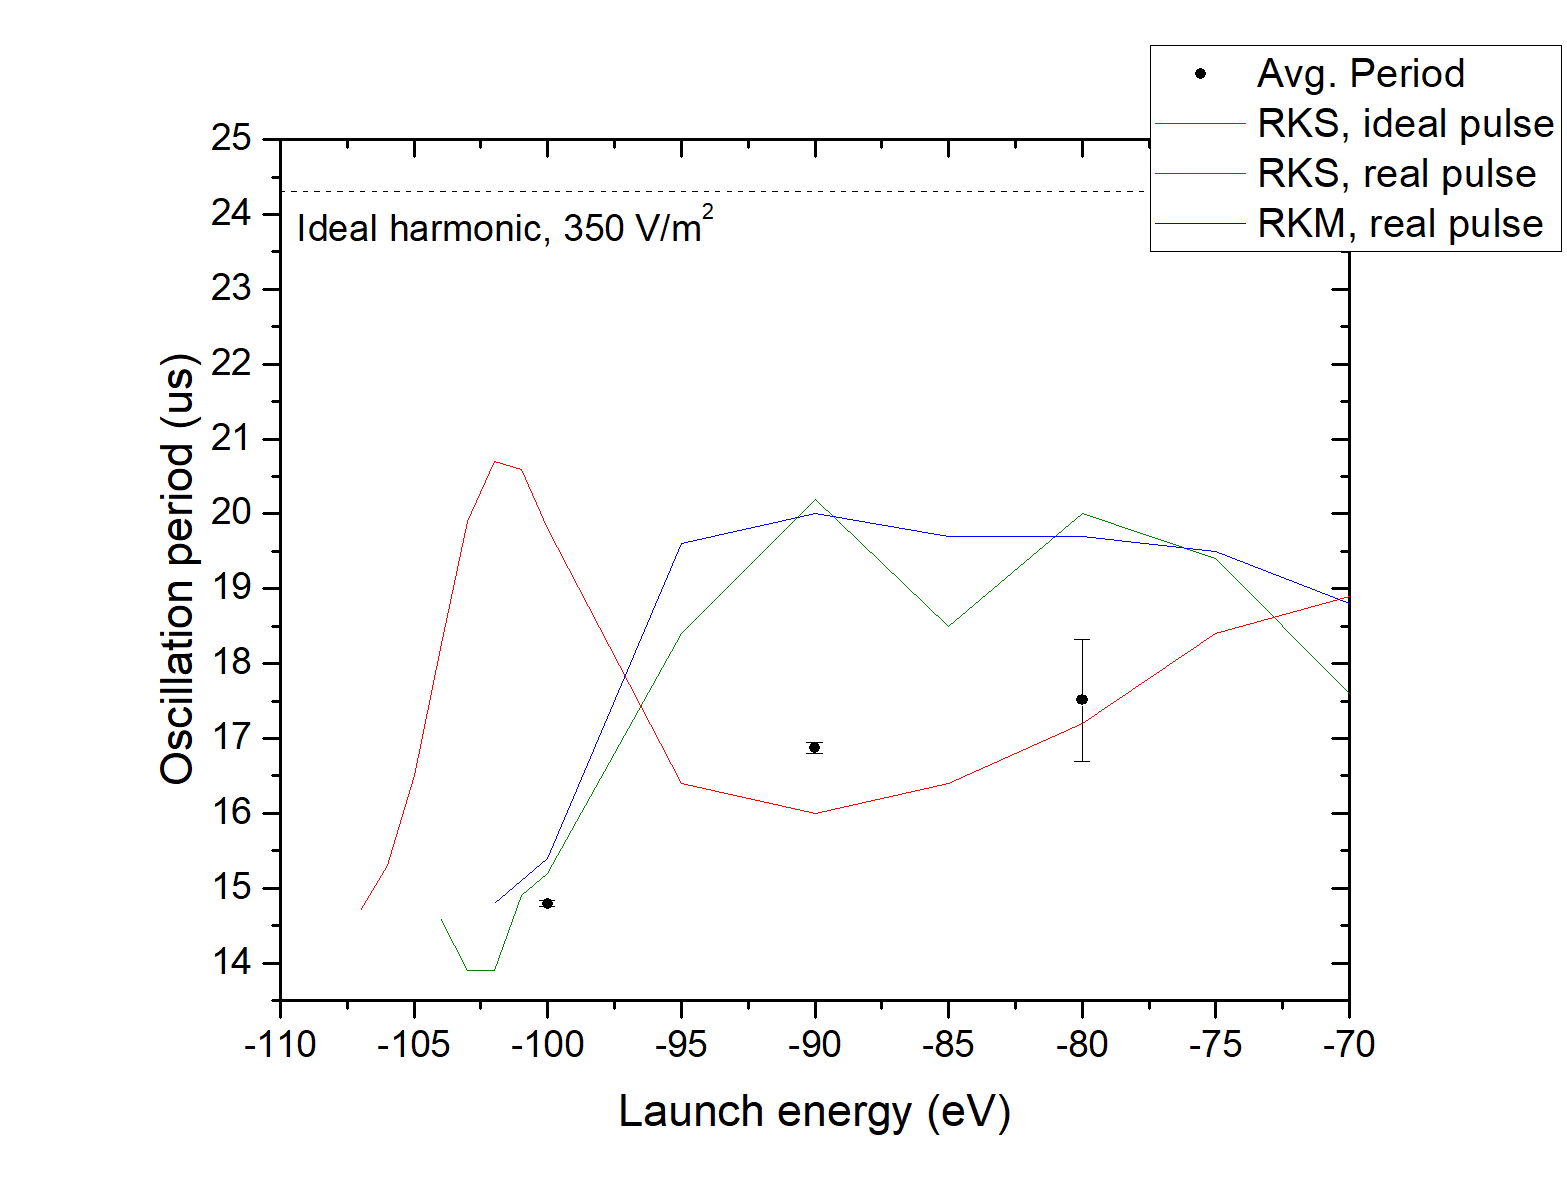 Avg. Period
RKS, ideal pulse
RKS, real pulse
RKM, real pulse
25
24
23
22
21
20
19
18
17
16
15
14
Ideal harmonic, 350 V/m²
Oscillation period (us)
-110 -105 -100 -95 -90 -85 -80 -75 -70
Launch energy (eV)